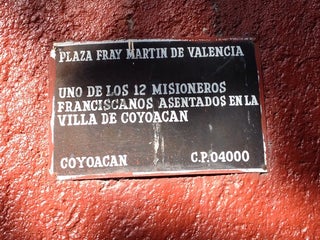 PLAZA FRAY MARTIN DE VALENCIA
UNO DE LOS 12 MISIONEROS
FRANCISCANOS ASENTADOS EN LA
VILLA DE COYOACAN
COYOACAN C.P. 04000